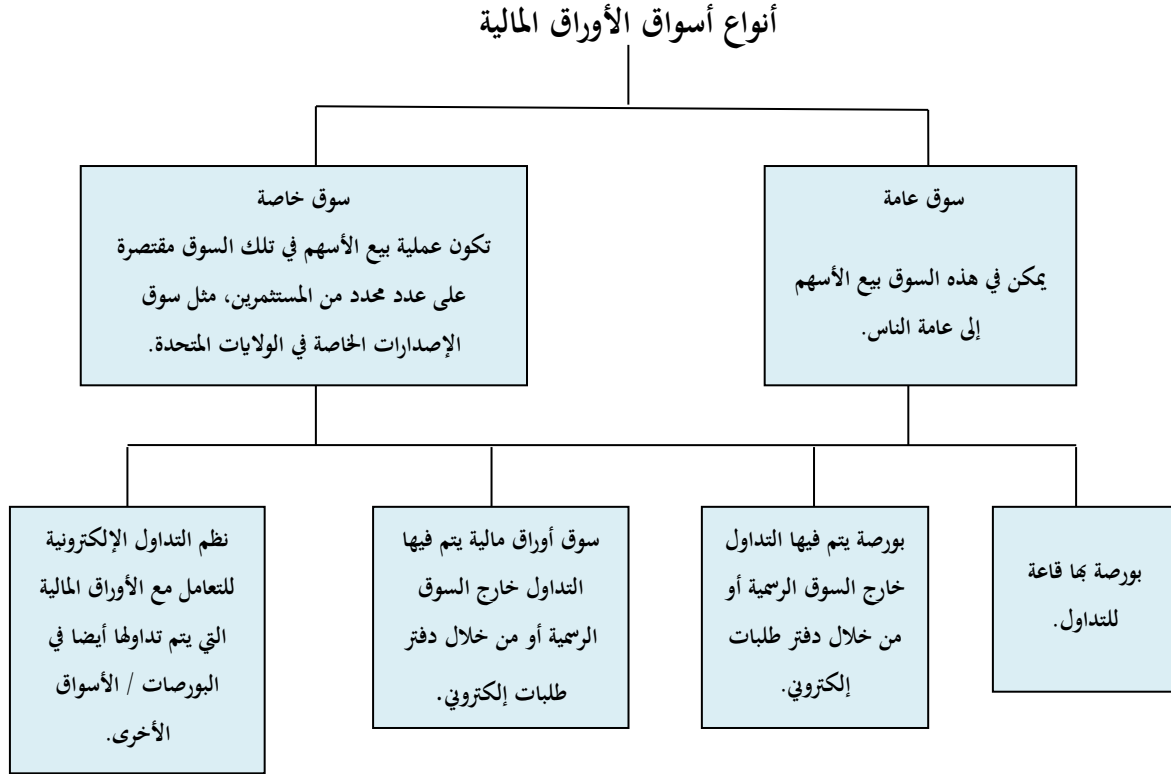 أنواع أسواق الأوراق المالية
سوق عامة
يمكن في هذه السوق بيع الأسهم
إلى عامة الناس.
سوق خاصة
تكون عملية بيع الأسهم في تلك السوق مقتصرة
على عدد محدد من المستثمرين، مثل سوق
الإصدارات الخاصة في الولايات المتحدة.
بورصة بها قاعة
للتداول.
بورصة يتم فيها التداول
خارج السوق الرسمية أو
من خلال دفتر طلبات
إلكتروني.
سوق أوراق مالية يتم فيها
التداول خارج السوق
الرسمية أو من خلال دفتر
طلبات إلكتروني.
نظم التداول الإلكترونية
للتعامل مع الأوراق المالية
التي يتم تداولها أيضا في
البورصات / الأسواق
الأخرى.